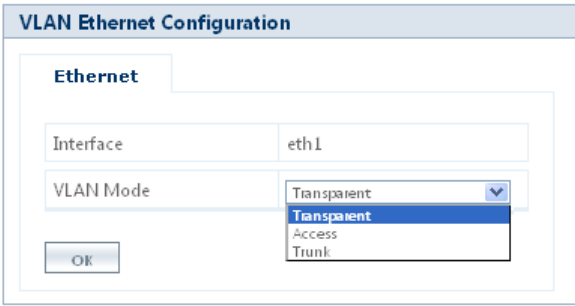 VLAN Ethernet Configuration
Ethernet
Interface eth1
VLAN Mode Transparent
Transparent
Access
Trunk
OK